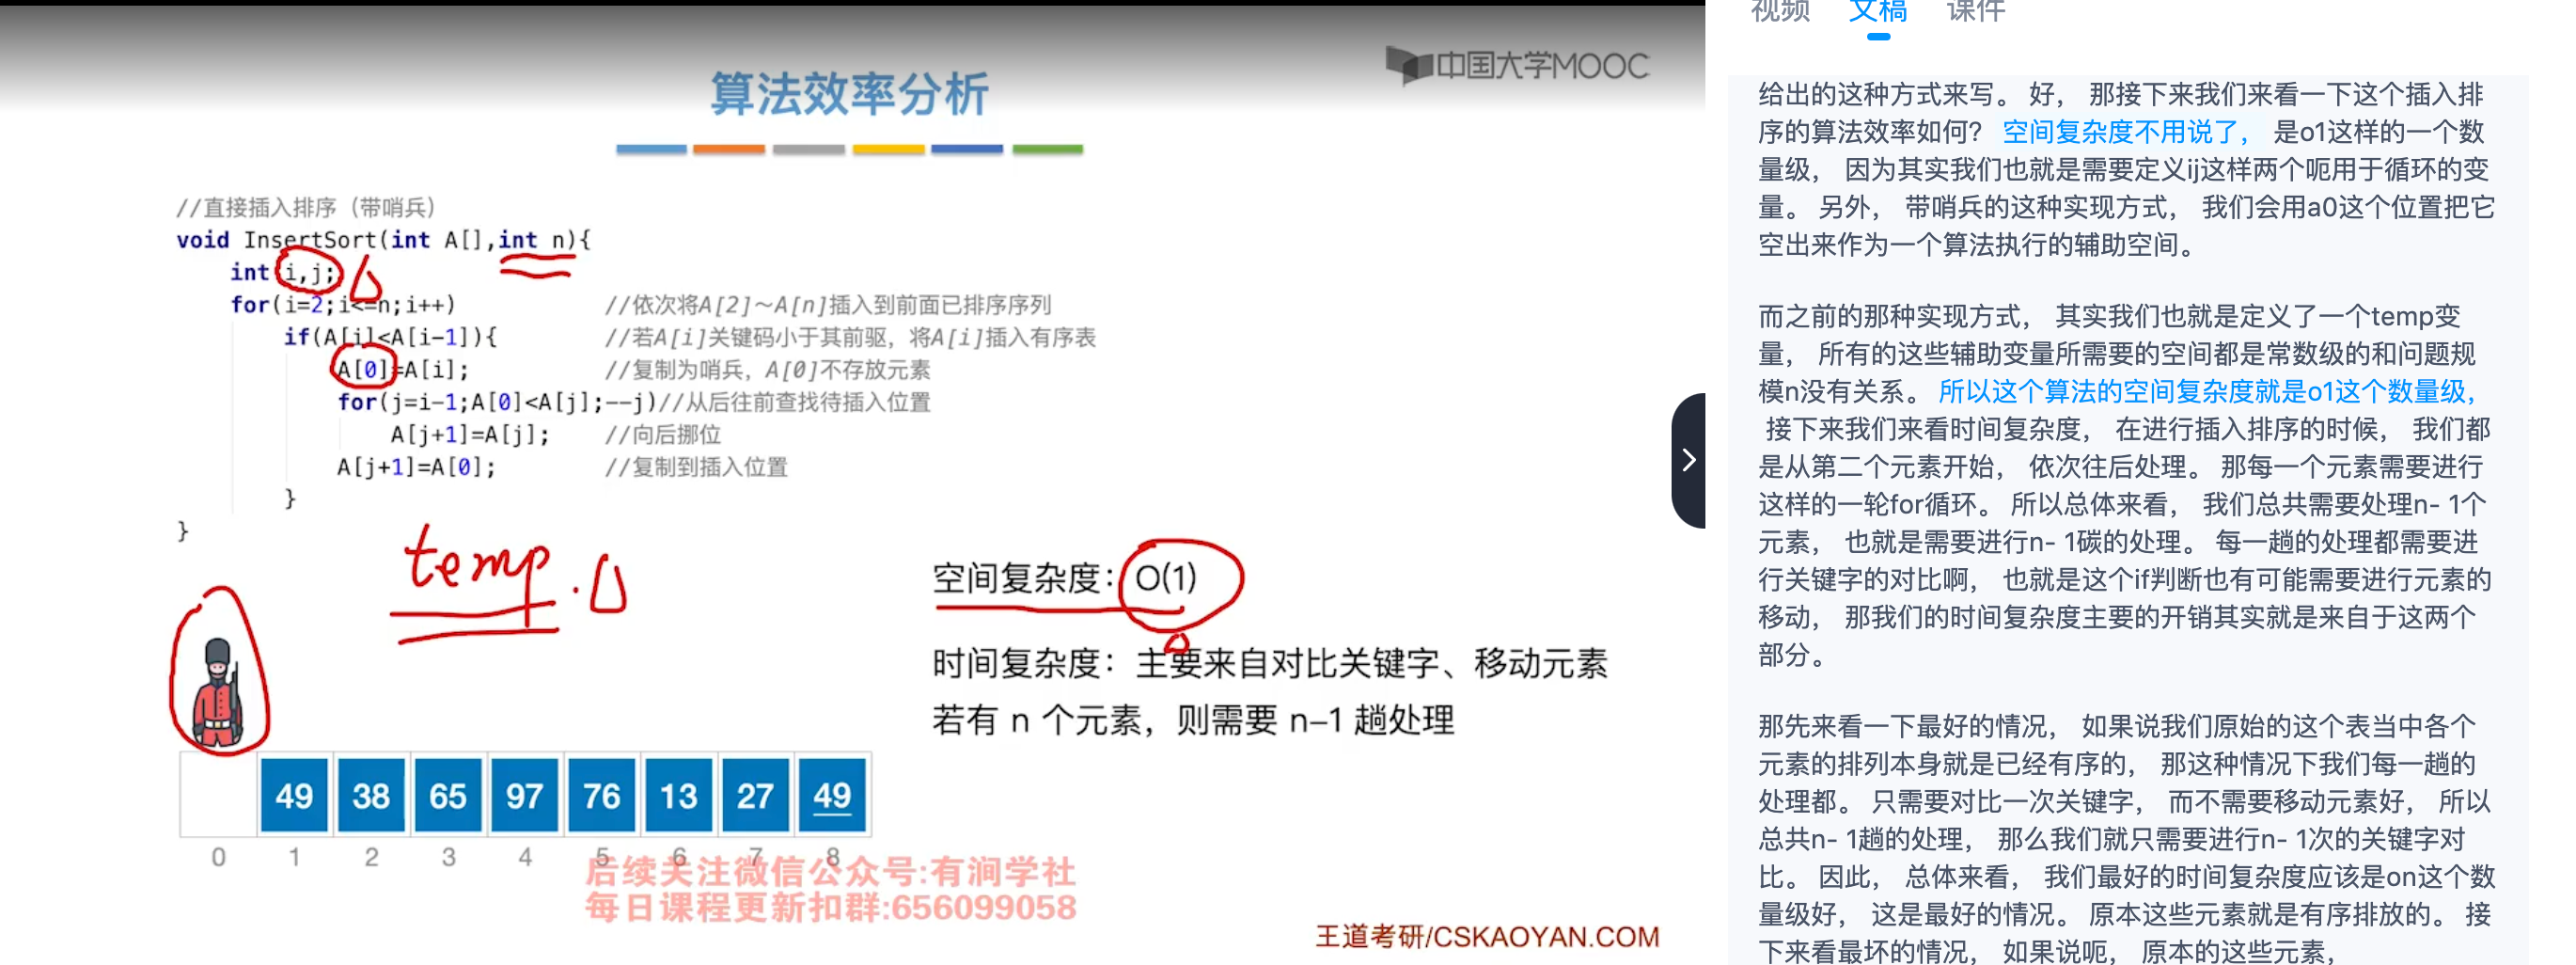 中国大学MOOC
算法效率分析
//直接插入排序（带哨兵）
void InsertSort(int A[],int n){
int i,j;
for(i=2;i<=n;i++) //依次将A[2]～A[n]插入到前面已排序序列
if(A[i]<A[i-1]){ //若A[i]关键码小于其前驱，将A[i]插入有序表
A[0]=A[i]; //复制为哨兵，A[0]不存放元素
for(j=i-1;A[0]<A[j];--j)//从后往前查找待插入位置
A[j+1]=A[j]; //向后挪位
A[j+1]=A[0]; //复制到插入位置
}
}
temp
空间复杂度：O(1)
时间复杂度：主要来自对比关键字、移动元素
若有 n 个元素，则需要 n-1 趟处理
49 38 65 97 76 13 27 49
0 1 2 3 4 5 6 7 8
后续关注微信公众号:有涧学社
每日课程更新扣群:656099058
王道考研/CSKAOYAN.COM
视频 文稿 课件
给出的这种方式来写。 好， 那接下来我们来看一下这个插入排
序的算法效率如何？ 空间复杂度不用说了， 是o1这样的一个数
量级， 因为其实我们也就是需要定义ij这样两个呃用于循环的变
量。 另外， 带哨兵的这种实现方式， 我们会用a0这个位置把它
空出来作为一个算法执行的辅助空间。
而之前的那种实现方式， 其实我们也就是定义了一个temp变
量， 所有的这些辅助变量所需要的空间都是常数级的和问题规
模n没有关系。 所以这个算法的空间复杂度就是o1这个数量级，
接下来我们来看时间复杂度， 在进行插入排序的时候， 我们都
是从第二个元素开始， 依次往后处理。 那每一个元素需要进行
这样的一轮for循环。 所以总体来看， 我们总共需要处理n- 1个
元素， 也就是需要进行n- 1碳的处理。 每一趟的处理都需要进
行关键字的对比啊， 也就是这个if判断也有可能需要进行元素的
移动， 那我们的时间复杂度主要的开销其实就是来自于这两个
部分。
那先来看一下最好的情况， 如果说我们原始的这个表当中各个
元素的排列本身就是已经有序的， 那这种情况下我们每一趟的
处理都。 只需要对比一次关键字， 而不需要移动元素好， 所以
总共n- 1趟的处理， 那么我们就只需要进行n- 1次的关键字对
比。 因此， 总体来看， 我们最好的时间复杂度应该是on这个数
量级好， 这是最好的情况。 原本这些元素就是有序排放的。 接
下来看最坏的情况， 如果说呢， 原本的这些元素，